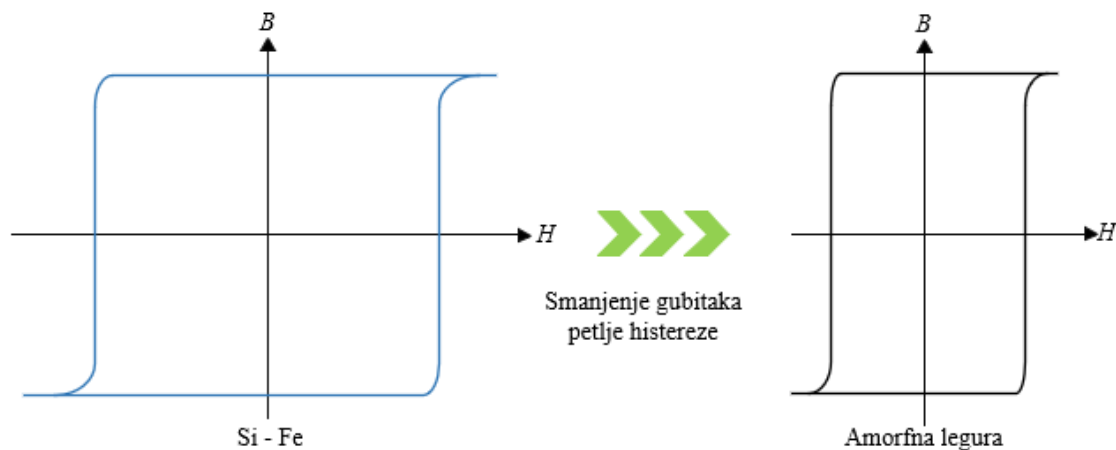 B
H
Si - Fe
Smanjenje gubitaka
petlje histereze
B
H
Amorfna legura